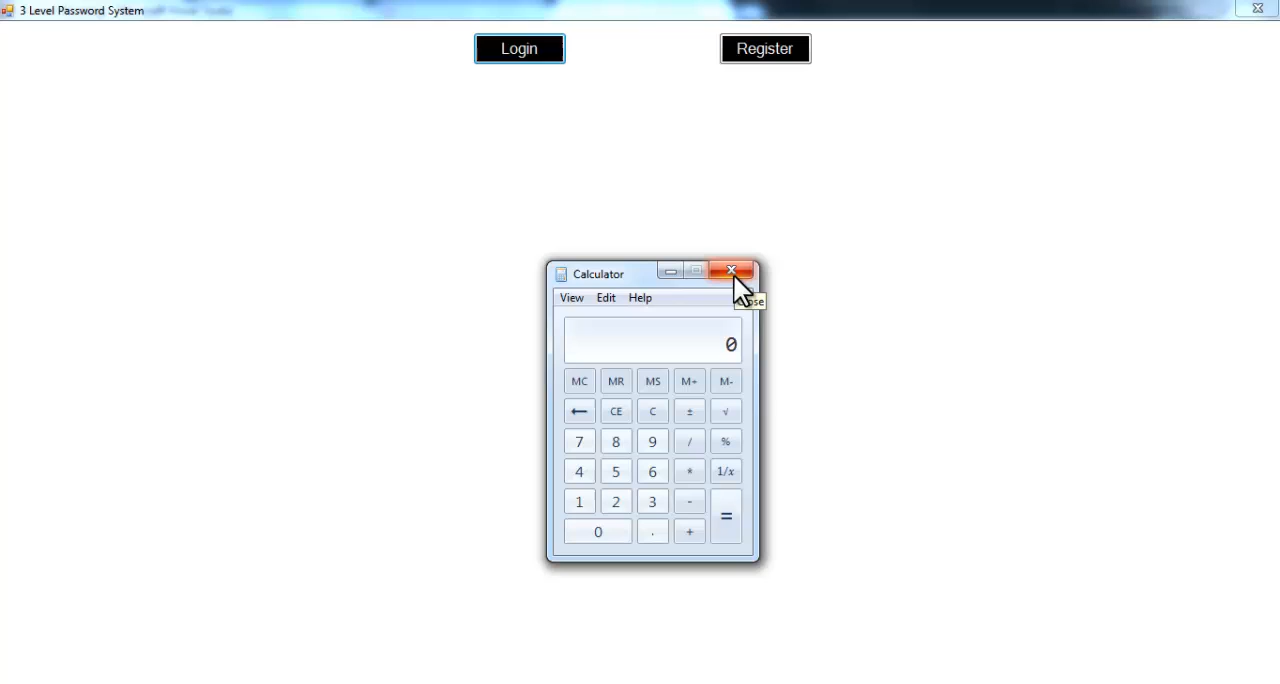 3 Level Password System
Login Register
Calculator
View Edit Help
0
MC MR MS M+ M-
← CE C ± √
7 8 9 / %
4 5 6 * 1/x
1 2 3 - =
0 . +